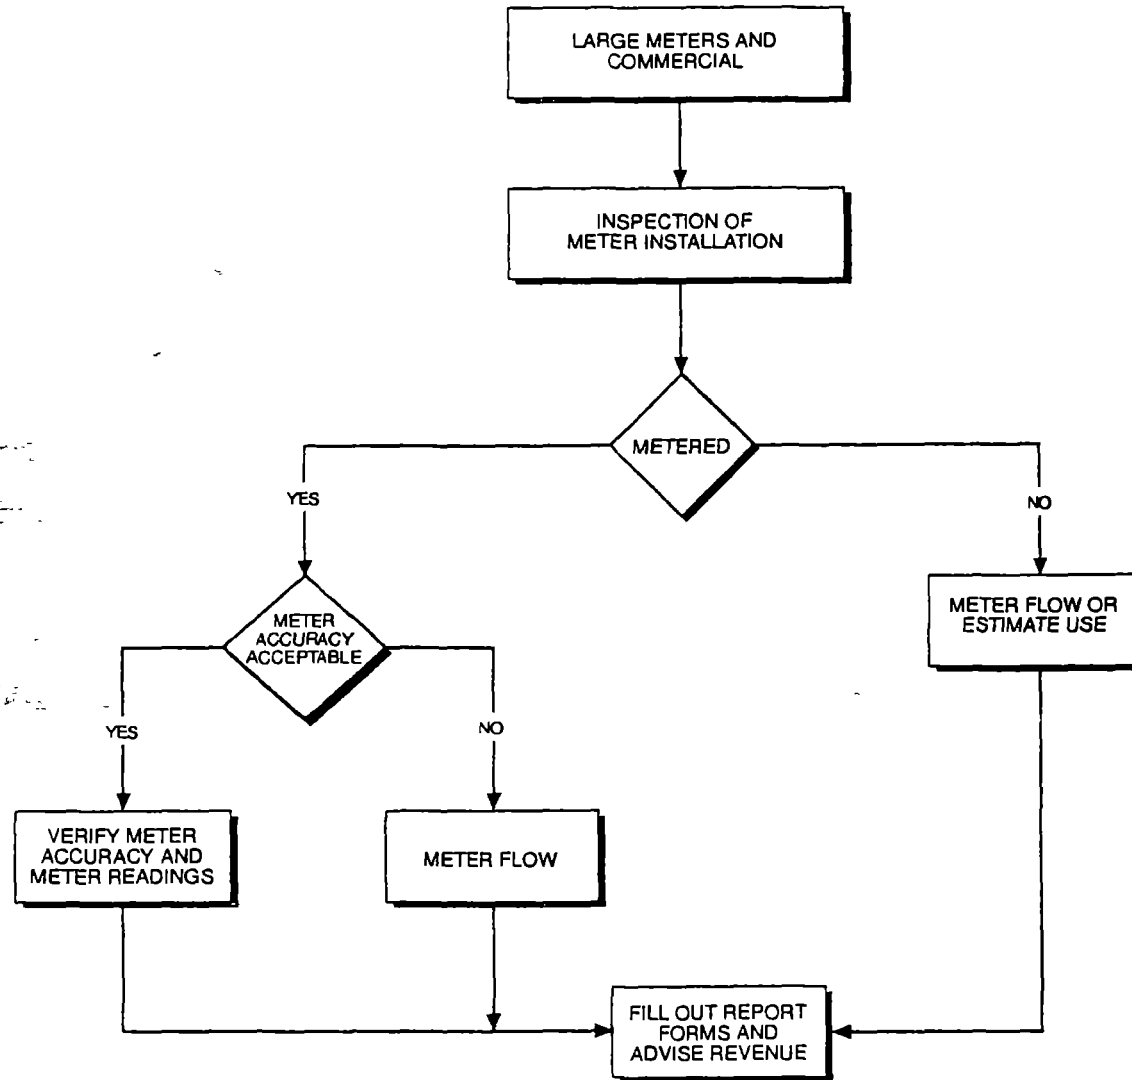 LARGE METERS AND
COMMERCIAL
INSPECTION OF
METER INSTALLATION
METERED
YES
NO
METER
ACCURACY
ACCEPTABLE
METER FLOW OR
ESTIMATE USE
YES
NO
VERIFY METER
ACCURACY AND
METER READINGS
METER FLOW
FILL OUT REPORT
FORMS AND
ADVISE REVENUE